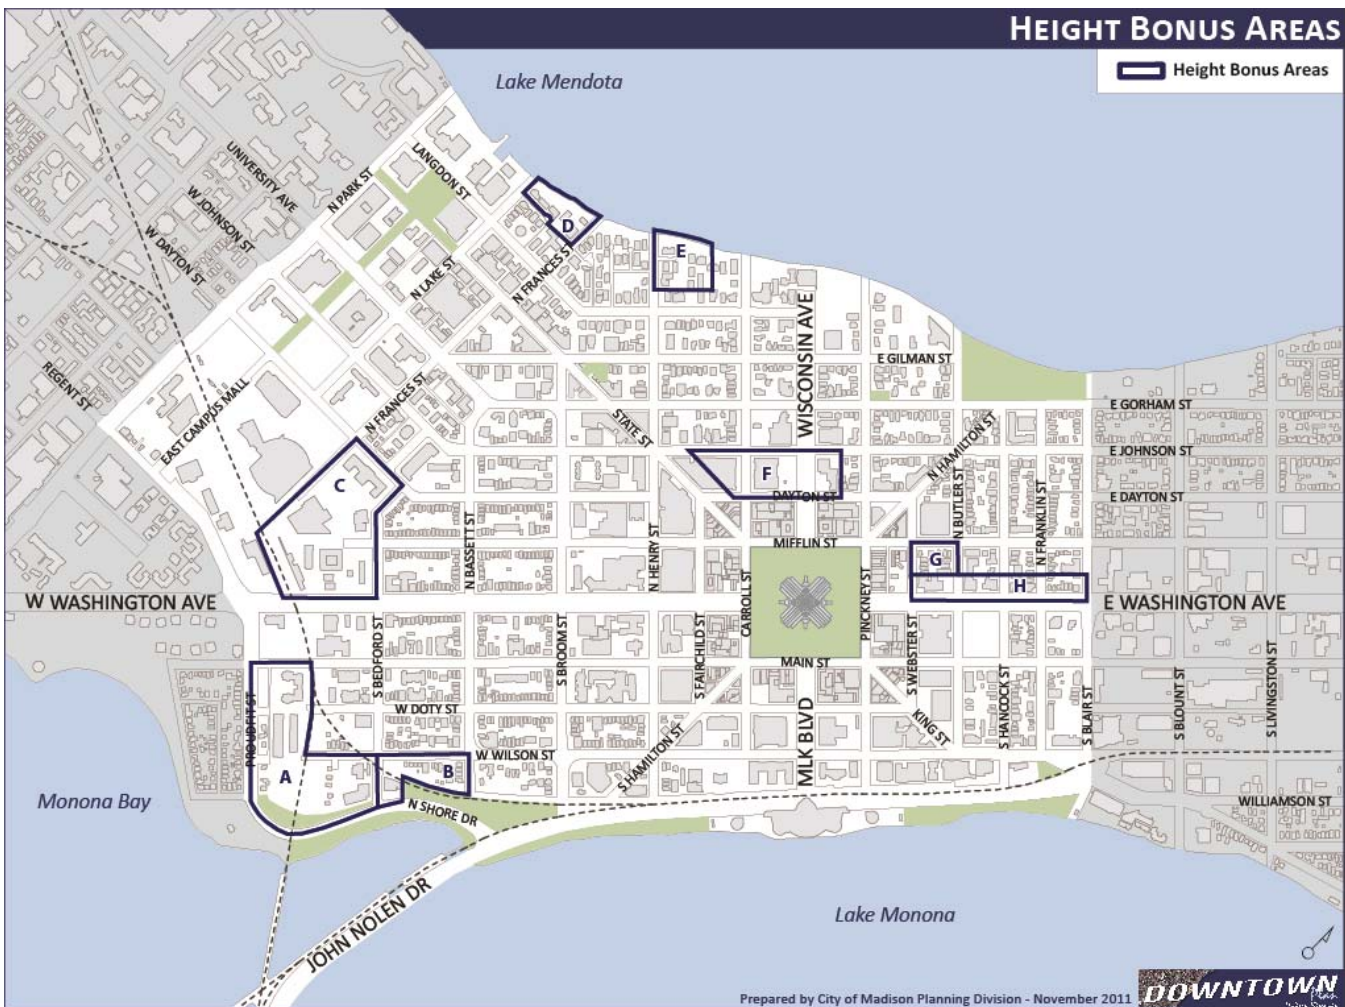 HEIGHT BONUS AREAS
Height Bonus Areas
Lake Mendota
LANGDON ST
UNIVERSITY AVE
N PARK ST
W JOHNSON ST
W DAYTON ST
D
E
N LAKE ST
N FRANCES ST
WISCONSIN AVE
E GILMAN ST
REGENT ST
EAST CAMPUS MALL
N FRANCES ST
STATE ST
E GORHAM ST
N HAMILTON ST
E JOHNSON ST
F
C
DAYTON ST
E DAYTON ST
N BASSETT ST
N HENRY ST
N BUTLER ST
N FRANKLIN ST
MIFFLIN ST
G
H
W WASHINGTON AVE
E WASHINGTON AVE
CARROLL ST
PINCKNEY ST
S BEDFORD ST
S BROOM ST
S FAIRCHILD ST
MAIN ST
S WEBSTER ST
S HANCOCK ST
S BLAIR ST
S BLOUNT ST
S LIVINGSTON ST
PROUDFIT ST
W DOTY ST
MLK BLVD
KING ST
W WILSON ST
S HAMILTON ST
A
B
Monona Bay
N SHORE DR
WILLIAMSON ST
JOHN NOLEN DR
Lake Monona
Prepared by City of Madison Planning Division - November 2011
DOWNTOWN